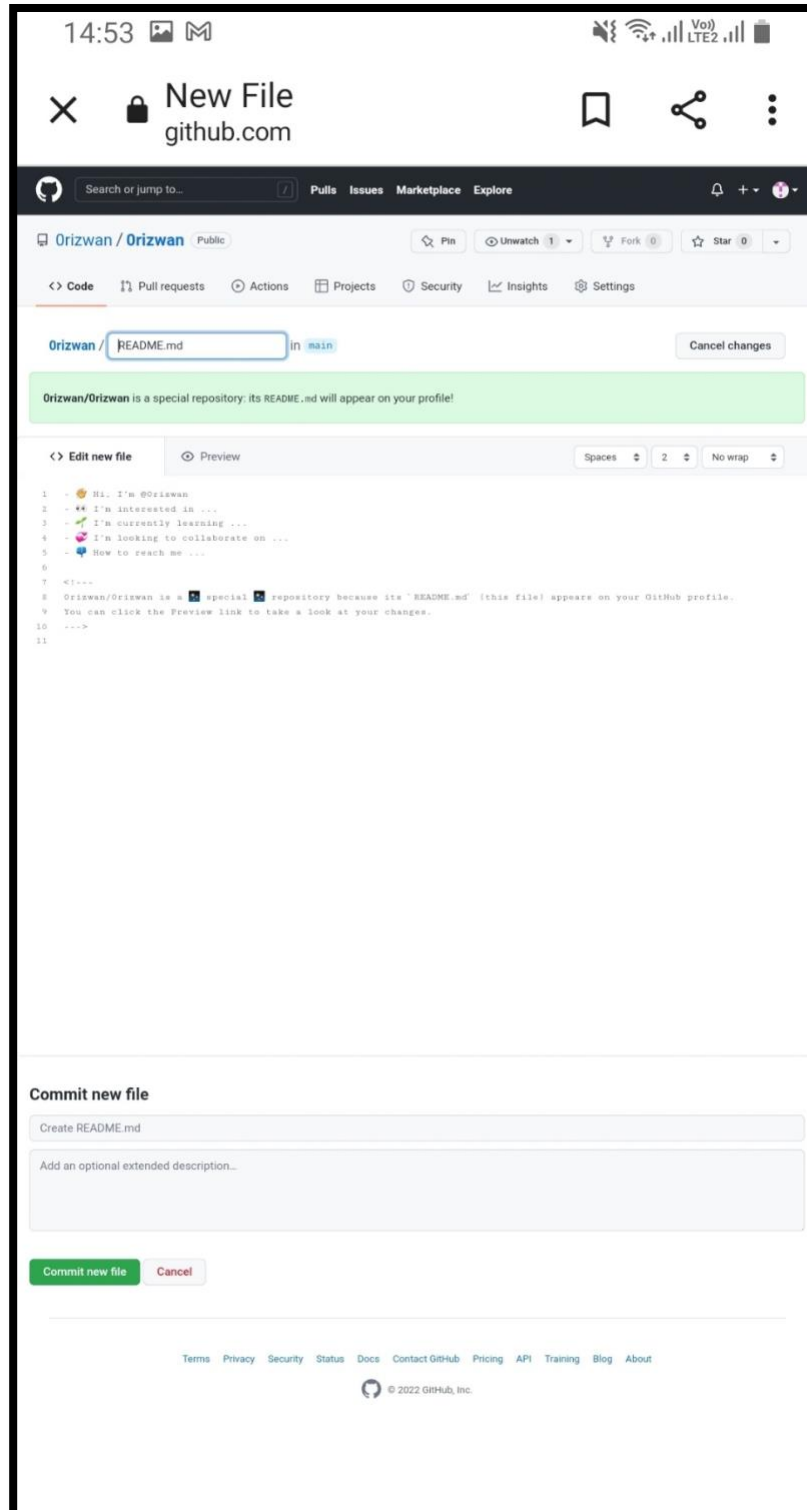 14:53
Vo))
LTE2
New File
github.com
Search or jump to...
/
Pulls Issues Marketplace Explore
0rizwan / 0rizwan Public
Pin
Unwatch 1
Fork 0
Star 0
<> Code Pull requests Actions Projects Security Insights Settings
0rizwan / README.md in main
Cancel changes
0rizwan/0rizwan is a special repository: its README.md will appear on your profile!
<> Edit new file Preview Spaces 2 No wrap
1 - 👋 Hi, I'm @0rizwan
2 - 👀 I'm interested in ...
3 - 🌱 I'm currently learning ...
4 - 💞️ I'm looking to collaborate on ...
5 - 📫 How to reach me ...
6
7 <!---
8 0rizwan/0rizwan is a ✨ special ✨ repository because its `README.md` (this file) appears on your GitHub profile.
9 You can click the Preview link to take a look at your changes.
10 --->
11
Commit new file
Create README.md
Add an optional extended description...
Commit new file Cancel
Terms Privacy Security Status Docs Contact GitHub Pricing API Training Blog About
© 2022 GitHub, Inc.